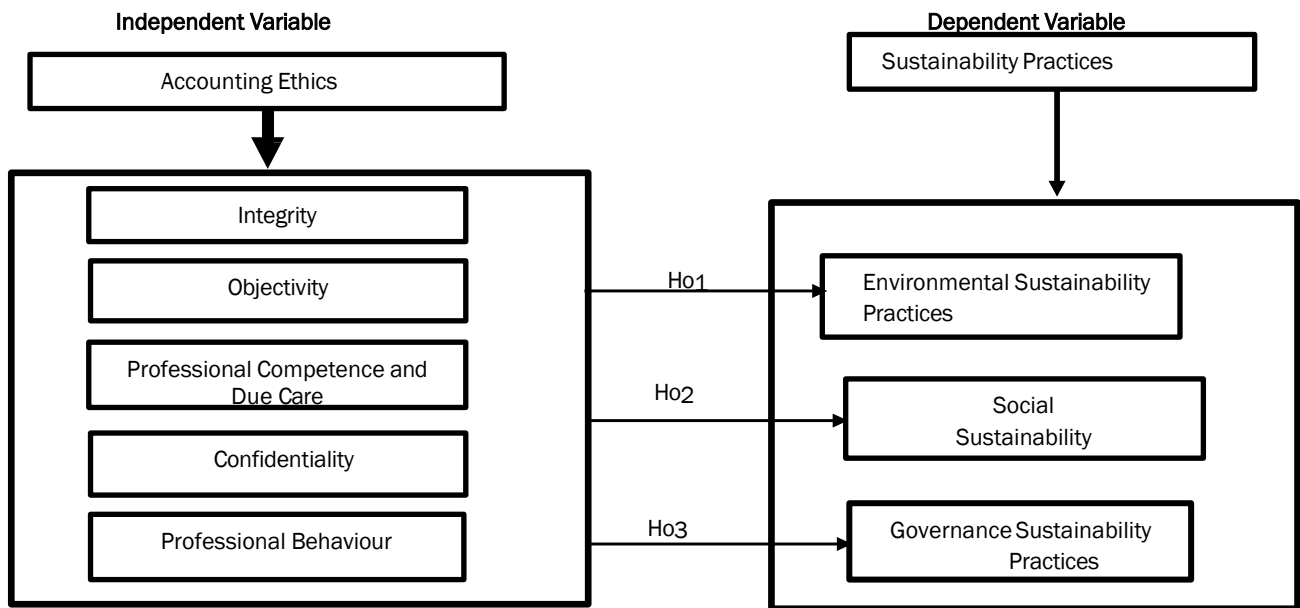 Independent Variable
Dependent Variable
Accounting Ethics
Sustainability Practices
Integrity
Objectivity
Professional Competence and
Due Care
Confidentiality
Professional Behaviour
Ho1
Ho2
Ho3
Environmental Sustainability
Practices
Social
Sustainability
Governance Sustainability
Practices